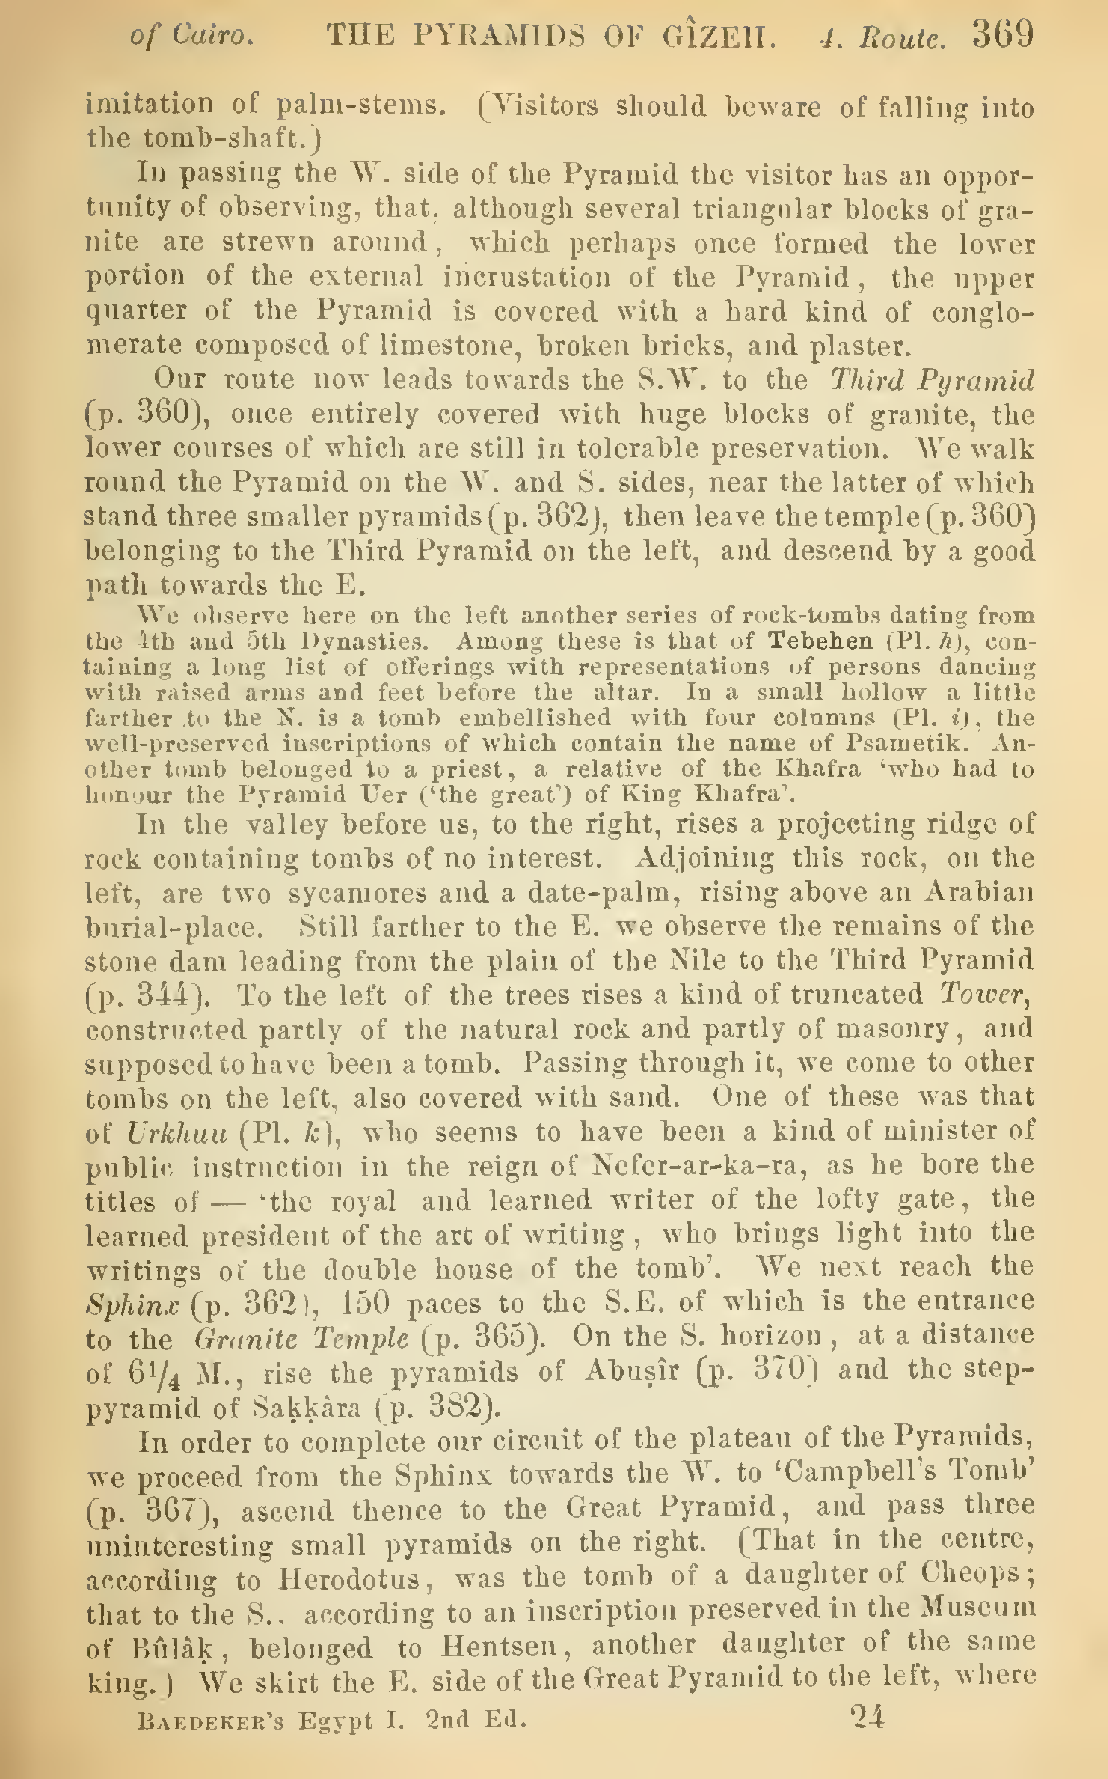 of Cairo. THE PYRAMIDS OF GÎZEH. 4. Route. 369
imitation of palm-stems. (Visitors should beware of falling into
the tomb-shaft.)
In passing the W. side of the Pyramid the visitor has an oppor-
tunity of observing, that, although several triangular blocks of gra-
nite are strewn around, which perhaps once formed the lower
portion of the external incrustation of the Pyramid, the upper
quarter of the Pyramid is covered with a hard kind of conglo-
merate composed of limestone, broken bricks, and plaster.
Our route now leads towards the S.W. to the Third Pyramid
(p. 360), once entirely covered with huge blocks of granite, the
lower courses of which are still in tolerable preservation. We walk
round the Pyramid on the W. and S. sides, near the latter of which
stand three smaller pyramids (p. 362), then leave the temple (p. 360)
belonging to the Third Pyramid on the left, and descend by a good
path towards the E.
We observe here on the left another series of rock-tombs dating from
the 4th and 5th Dynasties. Among these is that of Tebehen (Pl. h), con-
taining a long list of offerings with representations of persons dancing
with raised arms and feet before the altar. In a small hollow a little
farther to the N. is a tomb embellished with four columns (Pl. i), the
well-preserved inscriptions of which contain the name of Psametik. An-
other tomb belonged to a priest, a relative of the Khafra 'who had to
honour the Pyramid Uer ('the great') of King Khafra'.
In the valley before us, to the right, rises a projecting ridge of
rock containing tombs of no interest. Adjoining this rock, on the
left, are two sycamores and a date-palm, rising above an Arabian
burial-place. Still farther to the E. we observe the remains of the
stone dam leading from the plain of the Nile to the Third Pyramid
(p. 344). To the left of the trees rises a kind of truncated Tower,
constructed partly of the natural rock and partly of masonry, and
supposed to have been a tomb. Passing through it, we come to other
tombs on the left, also covered with sand. One of these was that
of Urkhuu (Pl. k), who seems to have been a kind of minister of
public instruction in the reign of Nefer-ar-ka-ra, as he bore the
titles of — 'the royal and learned writer of the lofty gate, the
learned president of the art of writing, who brings light into the
writings of the double house of the tomb'. We next reach the
Sphinx (p. 362), 150 paces to the S.E. of which is the entrance
to the Granite Temple (p. 365). On the S. horizon, at a distance
of 6¼ M., rise the pyramids of Abuṣîr (p. 370) and the step-
pyramid of Saḳḳâra (p. 382).
In order to complete our circuit of the plateau of the Pyramids,
we proceed from the Sphinx towards the W. to 'Campbell's Tomb'
(p. 367), ascend thence to the Great Pyramid, and pass three
uninteresting small pyramids on the right. (That in the centre,
according to Herodotus, was the tomb of a daughter of Cheops;
that to the S., according to an inscription preserved in the Museum
of Bûlâḳ, belonged to Hentsen, another daughter of the same
king.) We skirt the E. side of the Great Pyramid to the left, where
BAEDEKER'S Egypt I. 2nd Ed. 24